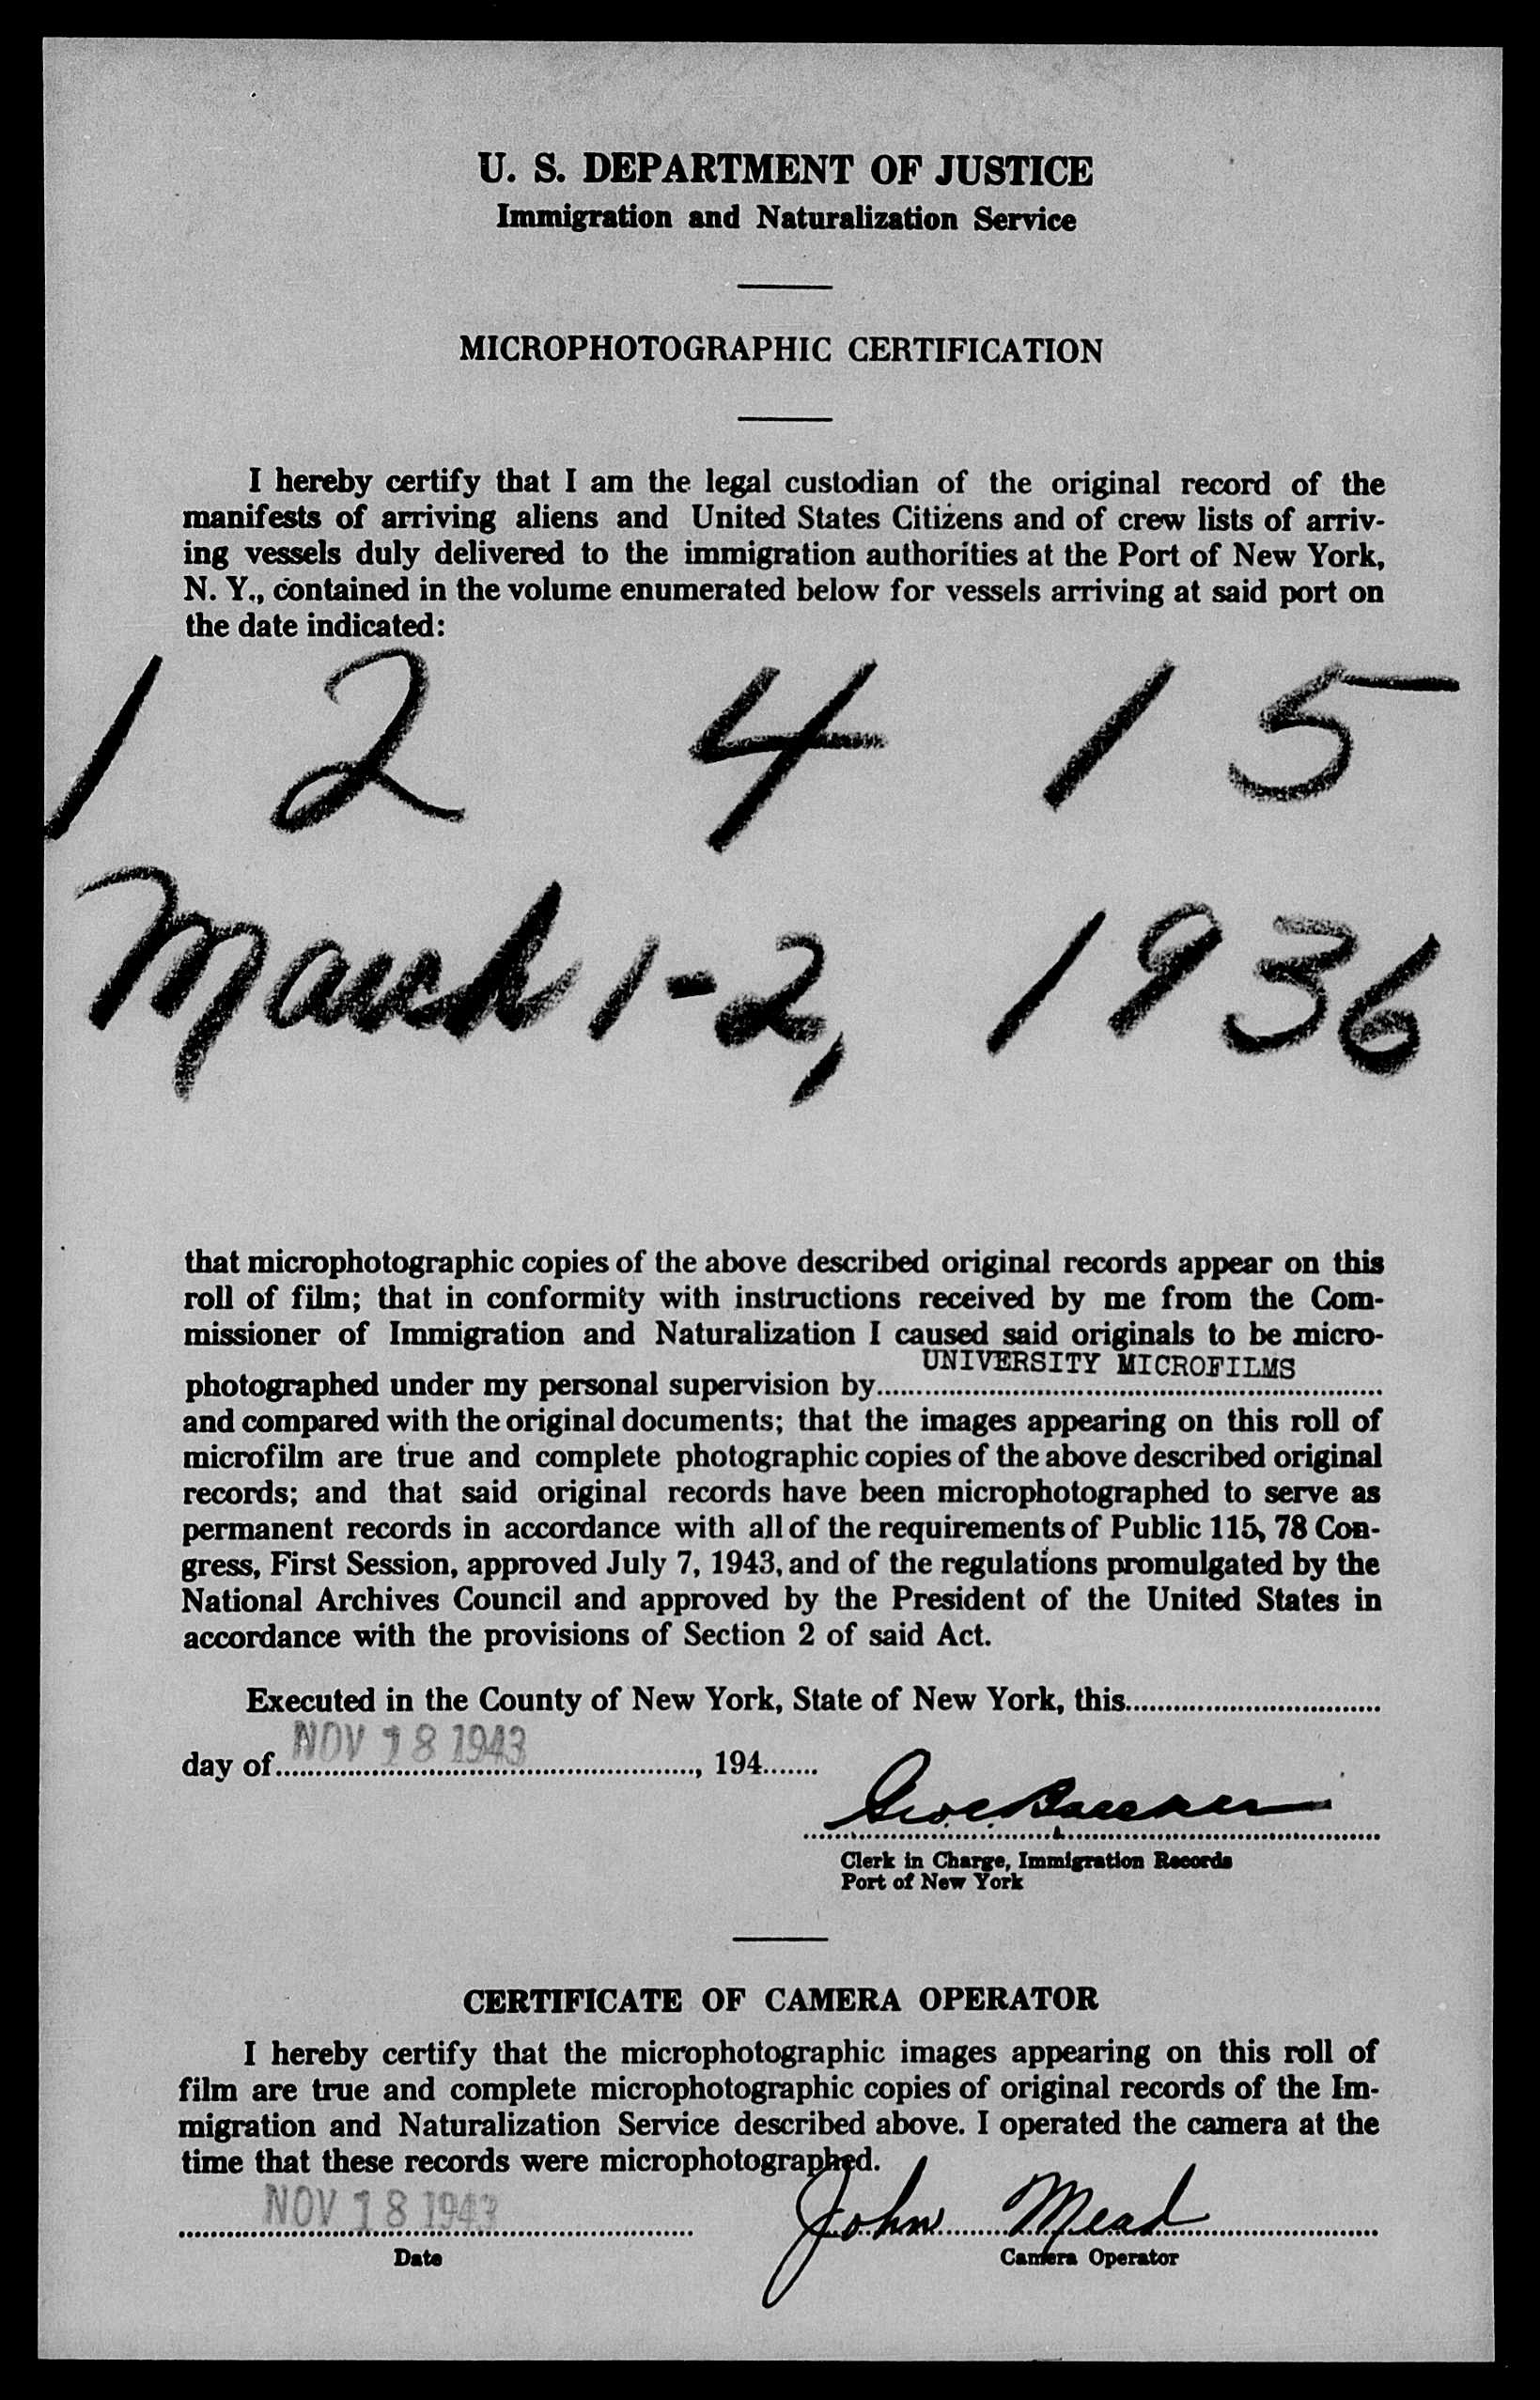 U. S. DEPARTMENT OF JUSTICE
Immigration and Naturalization Service
MICROPHOTOGRAPHIC CERTIFICATION
I hereby certify that I am the legal custodian of the original record of the
manifests of arriving aliens and United States Citizens and of crew lists of arriv-
ing vessels duly delivered to the immigration authorities at the Port of New York,
N. Y., contained in the volume enumerated below for vessels arriving at said port on
the date indicated:
1 2 4 1 5
March 1-2, 1936
that microphotographic copies of the above described original records appear on this
roll of film; that in conformity with instructions received by me from the Com-
missioner of Immigration and Naturalization I caused said originals to be micro-
UNIVERSITY MICROFILMS
photographed under my personal supervision by
and compared with the original documents; that the images appearing on this roll of
microfilm are true and complete photographic copies of the above described original
records; and that said original records have been microphotographed to serve as
permanent records in accordance with all of the requirements of Public 115, 78 Con-
gress, First Session, approved July 7, 1943, and of the regulations promulgated by the
National Archives Council and approved by the President of the United States in
accordance with the provisions of Section 2 of said Act.
Executed in the County of New York, State of New York, this
NOV 18 1943
day of , 194
Clerk in Charge, Immigration Records
Port of New York
CERTIFICATE OF CAMERA OPERATOR
I hereby certify that the microphotographic images appearing on this roll of
film are true and complete microphotographic copies of original records of the Im-
migration and Naturalization Service described above. I operated the camera at the
time that these records were microphotographed.
NOV 18 1943 John Mead
Date Camera Operator